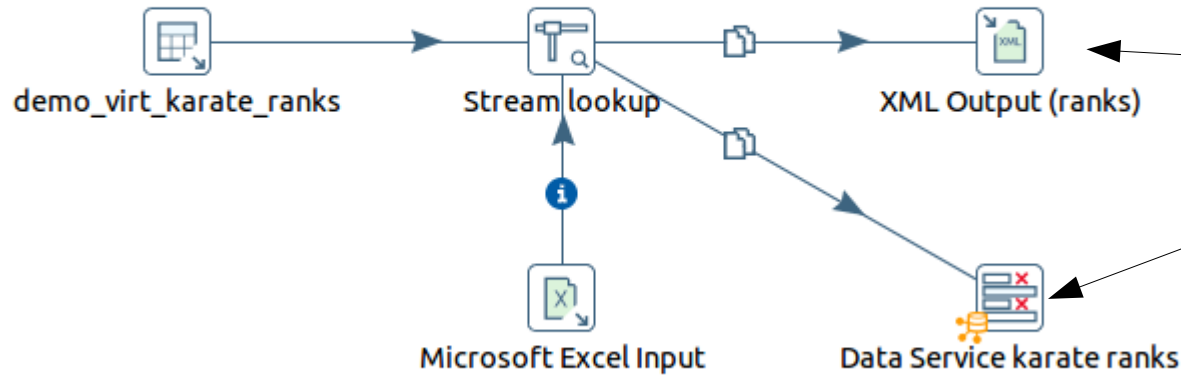 XML
demo_virt_karate_ranks
Stream lookup
XML Output (ranks)
i
X
Microsoft Excel Input
Data Service karate ranks